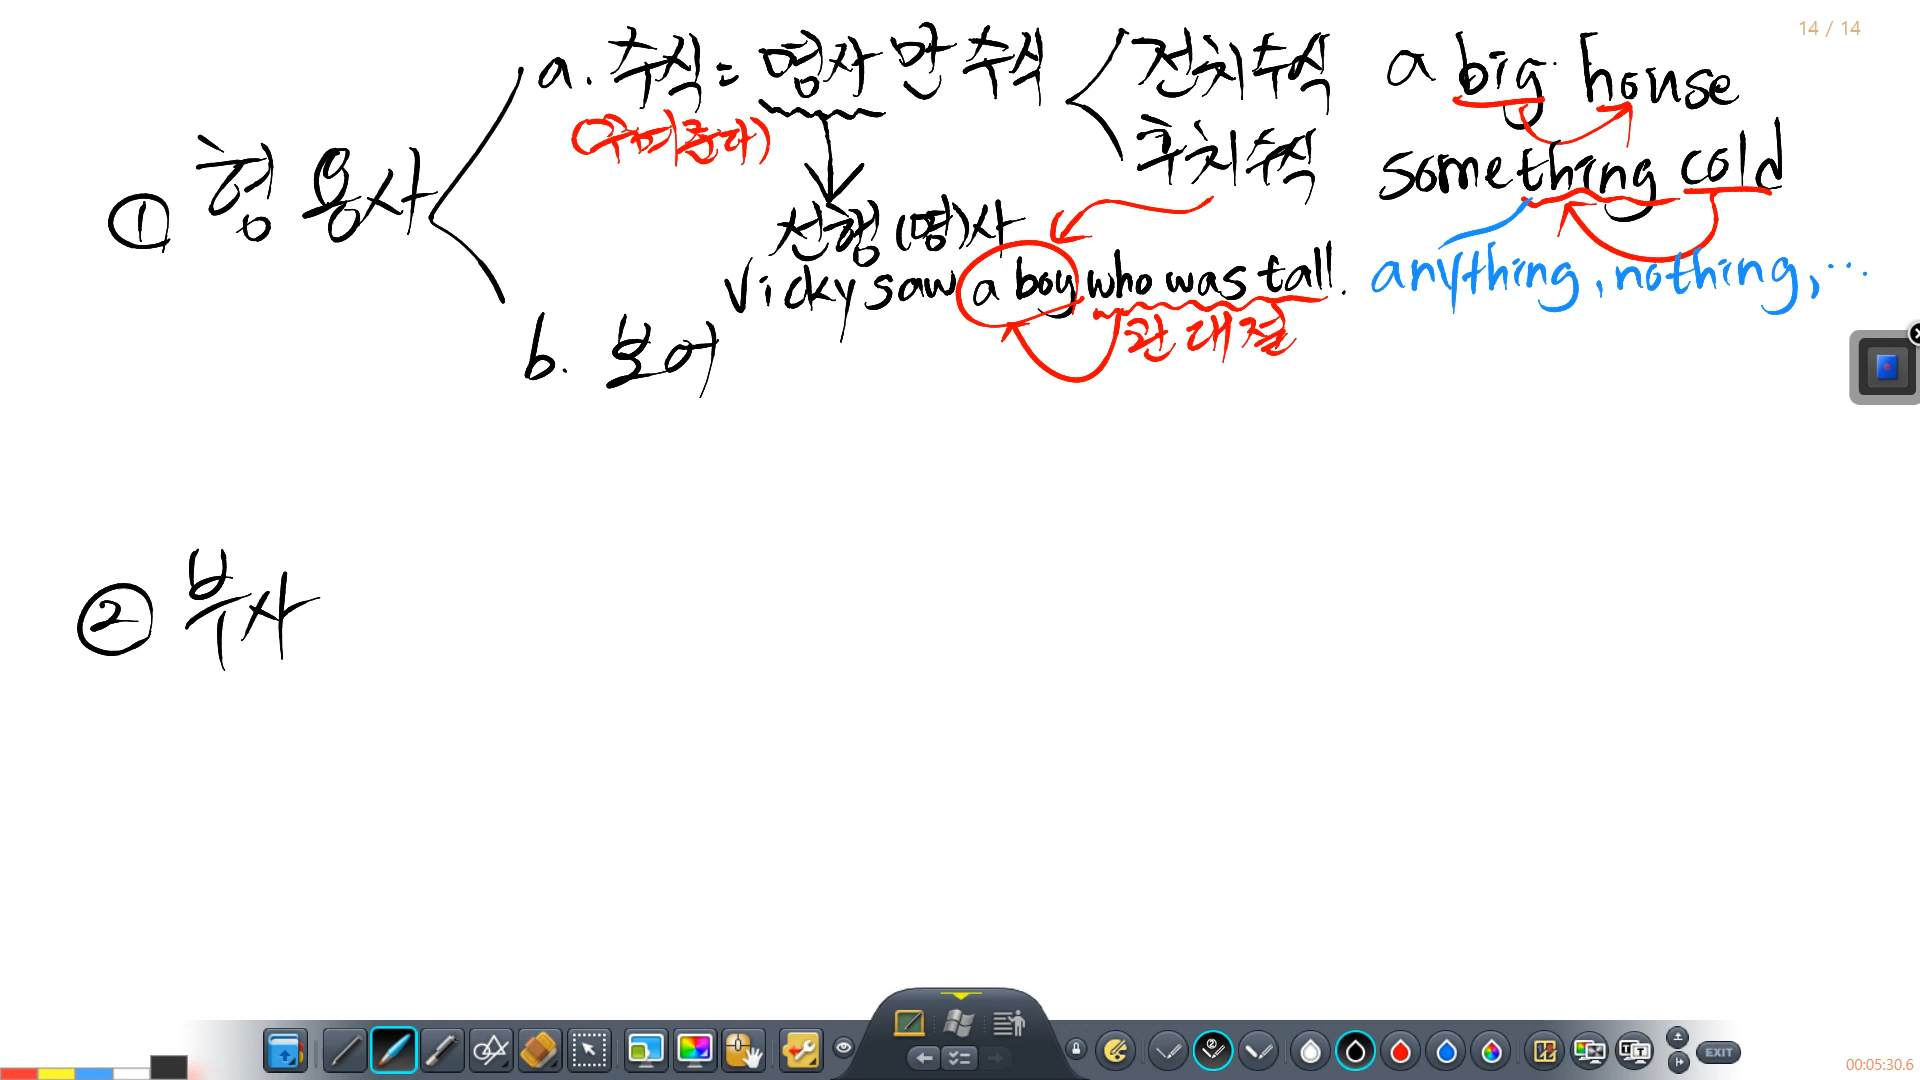 14 / 14
① 형용사
a. 수식 = 명사 만 수식
(꾸며준다)
전치수식 a big house
후치수식 something cold
anything, nothing, …
선행(명)사
Vicky saw a boy who was tall.
관대절
b. 보어
② 부사
EXIT
00:05:30.6